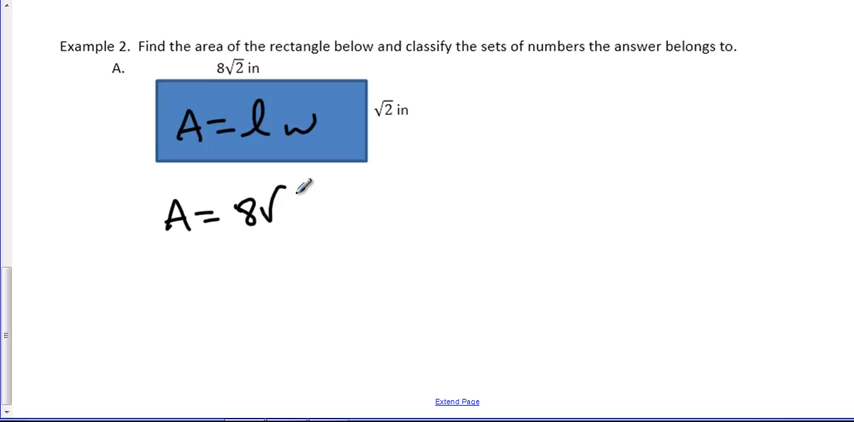 Example 2. Find the area of the rectangle below and classify the sets of numbers the answer belongs to.
A. 8√2 in
A = l w
√2 in
A = 8√
Extend Page